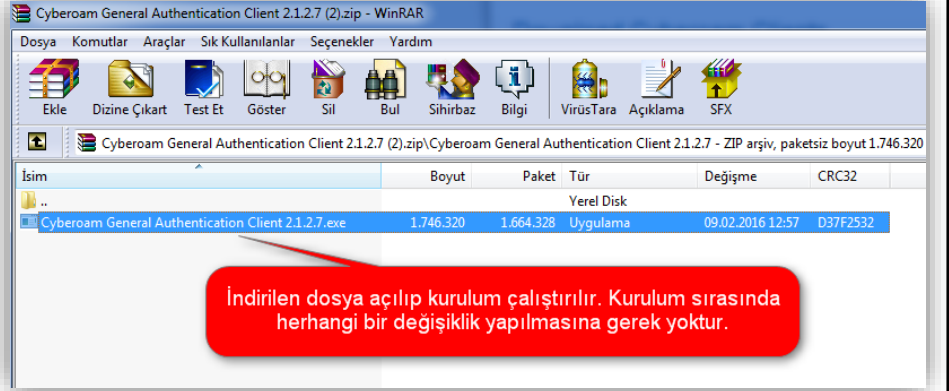 Cyberoam General Authentication Client 2.1.2.7 (2).zip - WinRAR
Dosya Komutlar Araçlar Sık Kullanılanlar Seçenekler Yardım
Ekle Dizine Çıkart Test Et Göster Sil Bul Sihirbaz Bilgi VirüsTara Açıklama SFX
Cyberoam General Authentication Client 2.1.2.7 (2).zip\Cyberoam General Authentication Client 2.1.2.7 - ZIP arşiv, paketsiz boyut 1.746.320
İsim Boyut Paket Tür Değişme CRC32
.. Yerel Disk
Cyberoam General Authentication Client 2.1.2.7.exe 1.746.320 1.664.328 Uygulama 09.02.2016 12:57 D37F2532
İndirilen dosya açılıp kurulum çalıştırılır. Kurulum sırasında
herhangi bir değişiklik yapılmasına gerek yoktur.